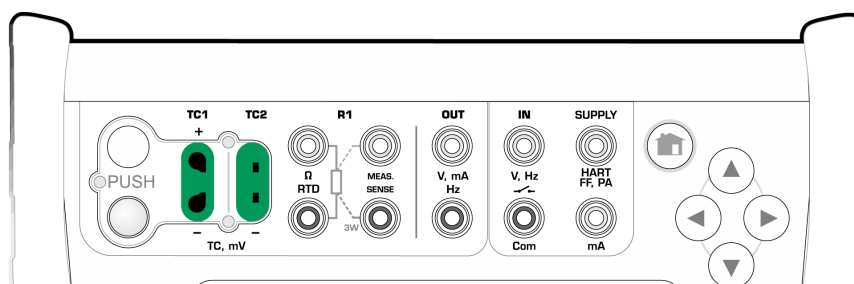 TC1 TC2 R1 OUT IN SUPPLY
+
Ω MEAS. V, mA V, Hz HART
RTD SENSE Hz FF, PA
PUSH
3W
– –
TC, mV Com mA